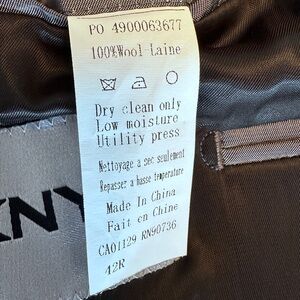 PO 4900063677
100%Wool Laine
Dry clean only
Low moisture
Utility press
Nettoyage a sec seulement
Repasser a basse temperature
Made In China
Fait en Chine
CA01129 RN90736
42R
KNY